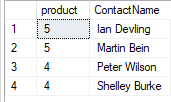 product ContactName
1 5 Ian Devling
2 5 Martin Bein
3 4 Peter Wilson
4 4 Shelley Burke